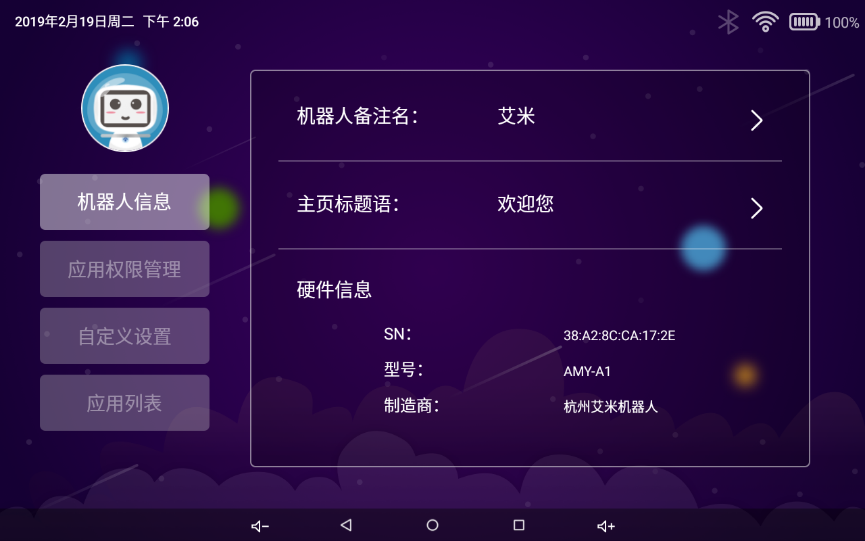 2019年2月19日周二 下午 2:06
100%
机器人备注名： 艾米
机器人信息
主页标题语： 欢迎您
应用权限管理
硬件信息
自定义设置
SN： 38:A2:8C:CA:17:2E
型号： AMY-A1
应用列表
制造商： 杭州艾米机器人